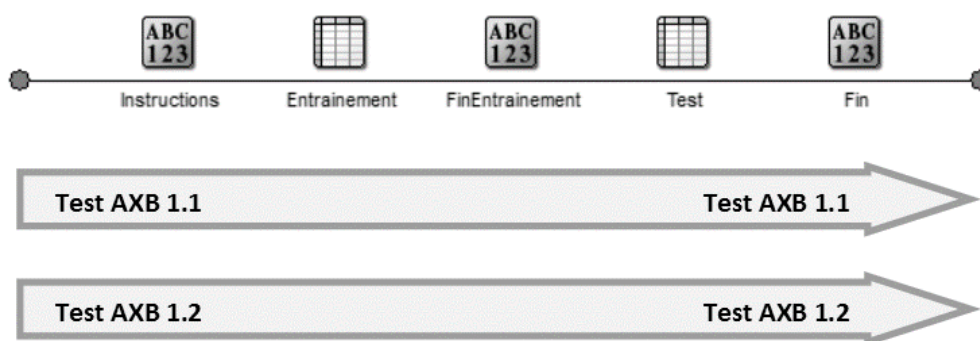 ABC ABC ABC
123 123 123
Instructions Entrainement FinEntrainement Test Fin
Test AXB 1.1 Test AXB 1.1
Test AXB 1.2 Test AXB 1.2